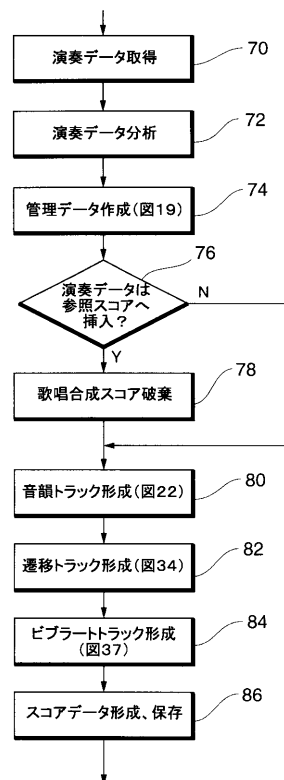 演奏データ取得
70
演奏データ分析
72
管理データ作成(図19)
74
76
演奏データは
参照スコアへ
挿入?
N
Y
歌唱合成スコア破棄
78
音韻トラック形成(図22)
80
遷移トラック形成(図34)
82
ビブラートトラック形成
(図37)
84
スコアデータ形成、保存
86